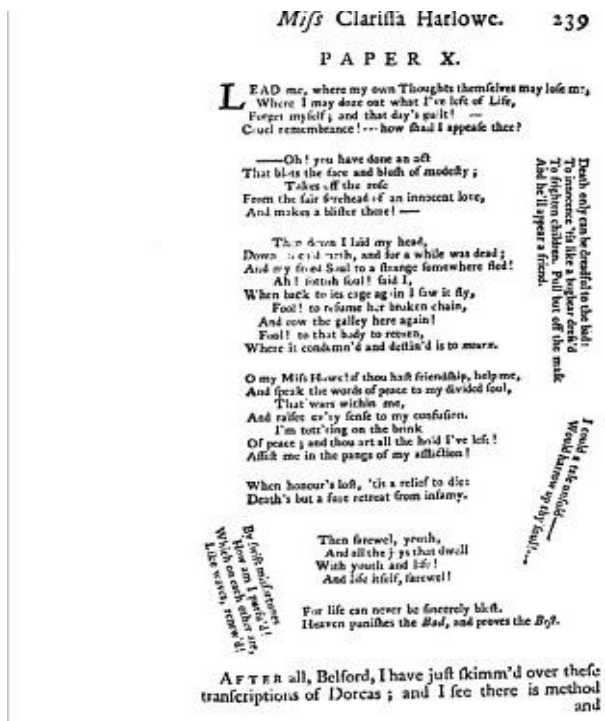 Miſs Clariſſa Harlowe. 239
PAPER X.
LEAD me, where my own Thoughts themſelves may loſe me,
Where I may doze out what I've left of Life,
Forget myſelf; and that day's guilt! —
Cruel remembrance! --- how ſhall I appeaſe thee?
——Oh! you have done an act
That blots the face and bluſh of modeſty;
Takes off the roſe
From the fair forehead of an innocent love,
And makes a bliſter there! ——
Then down I laid my head,
Down on cold earth, and for a while was dead;
And my freed Soul to a ſtrange ſomewhere fled!
Ah! ſottiſh ſoul! ſaid I,
When back to its cage again I ſaw it fly,
Fool! to reſume her broken chain,
And row the galley here again!
Fool! to that body to return,
Where it condemn'd and deſtin'd is to mourn.
O my Miſs Howe! if thou haſt friendſhip, help me,
And ſpeak the words of peace to my divided ſoul,
That wars within me,
And raiſes ev'ry ſenſe to my confuſion.
I'm tott'ring on the brink
Of peace; and thou art all the hold I've left!
Aſſiſt me in the pangs of my affliction!
When honour's loſt, 'tis a relief to die:
Death's but a ſure retreat from infamy.
Then farewel, youth,
And all the joys that dwell
With youth and life!
And life itſelf, farewel!
For life can never be ſincerely bleſt.
Heaven puniſhes the Bad, and proves the Beſt.
Death only can be dreadful to the bad:
To innocence 'tis like a bugbear dreſs'd
To frighten children. Pull but off the maſk
And he'll appear a friend.
I could a tale unfold——
Would harrow up thy ſoul!---
By ſwift misfortunes
How am I purſu'd!
Which on each other are,
Like waves, renew'd!
AFTER all, Belford, I have juſt ſkimm'd over theſe
tranſcriptions of Dorcas; and I ſee there is method
and